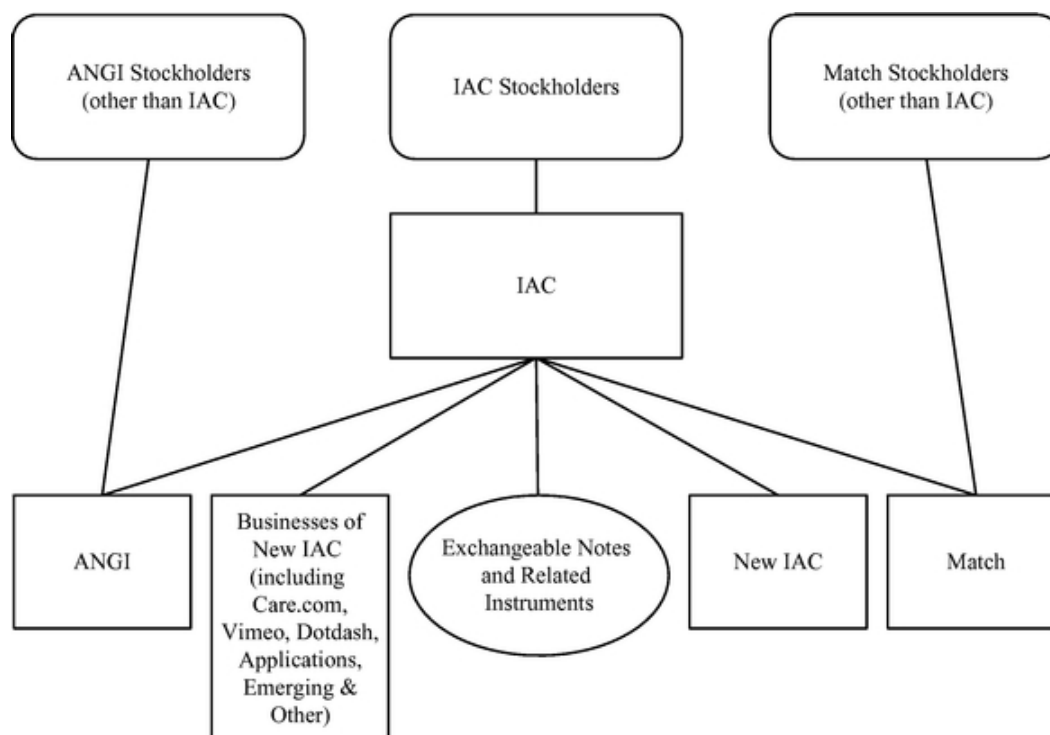 ANGI Stockholders
(other than IAC)
IAC Stockholders
Match Stockholders
(other than IAC)
IAC
ANGI
Businesses of
New IAC
(including
Care.com,
Vimeo, Dotdash,
Applications,
Emerging &
Other)
Exchangeable Notes
and Related
Instruments
New IAC
Match